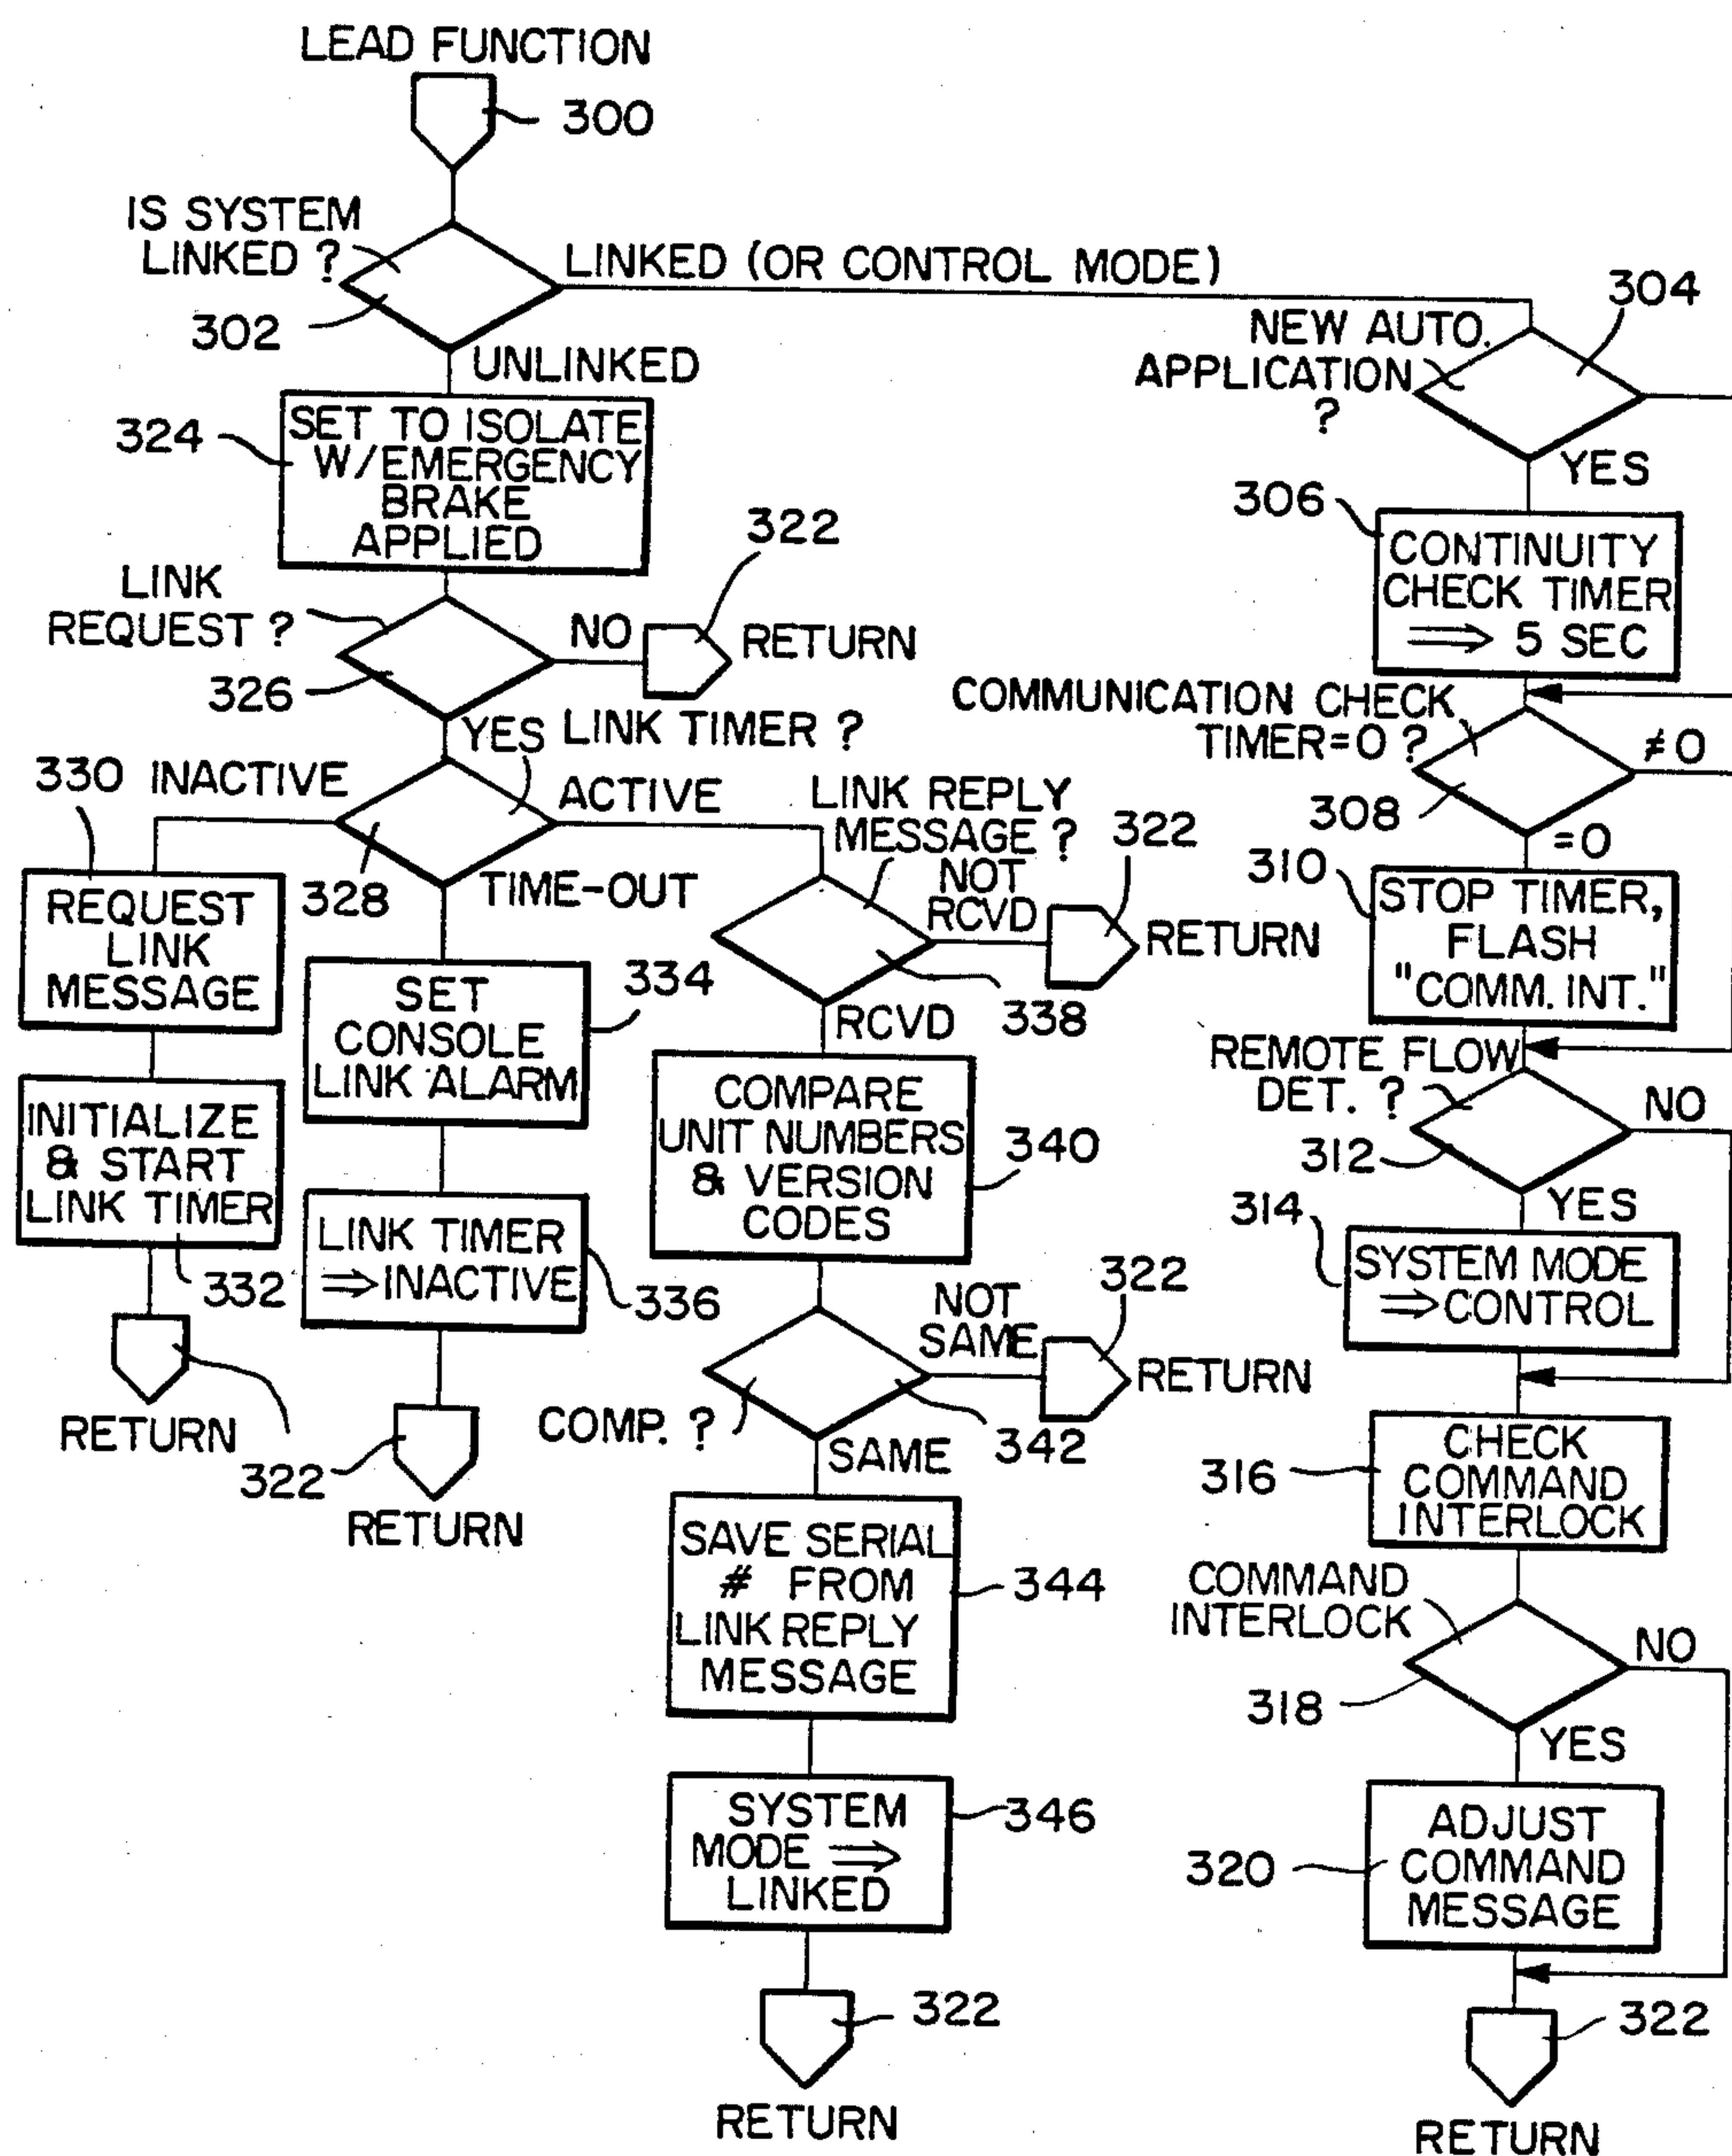 LEAD FUNCTION
300
IS SYSTEM
LINKED ?
302
LINKED (OR CONTROL MODE)
UNLINKED
304
NEW AUTO.
APPLICATION
?
YES
324
SET TO ISOLATE
W/EMERGENCY
BRAKE
APPLIED
306
CONTINUITY
CHECK TIMER
⇒ 5 SEC
LINK
REQUEST ?
326
NO
322
RETURN
YES
COMMUNICATION CHECK
TIMER=0 ?
≠0
308
=0
LINK TIMER ?
330
INACTIVE
ACTIVE
328
TIME-OUT
LINK REPLY
MESSAGE ?
NOT
RCVD
322
RETURN
338
RCVD
310
STOP TIMER,
FLASH
"COMM. INT."
REQUEST
LINK
MESSAGE
SET
CONSOLE
LINK ALARM
334
REMOTE FLOW
DET. ?
NO
312
YES
INITIALIZE
& START
LINK TIMER
332
COMPARE
UNIT NUMBERS
& VERSION
CODES
340
LINK TIMER
⇒INACTIVE
336
314
SYSTEM MODE
⇒CONTROL
RETURN
322
RETURN
COMP. ?
NOT
SAME
322
RETURN
342
SAME
316
CHECK
COMMAND
INTERLOCK
SAVE SERIAL
# FROM
LINK REPLY
MESSAGE
344
COMMAND
INTERLOCK
NO
318
YES
SYSTEM
MODE ⇒
LINKED
346
320
ADJUST
COMMAND
MESSAGE
322
RETURN
322
RETURN